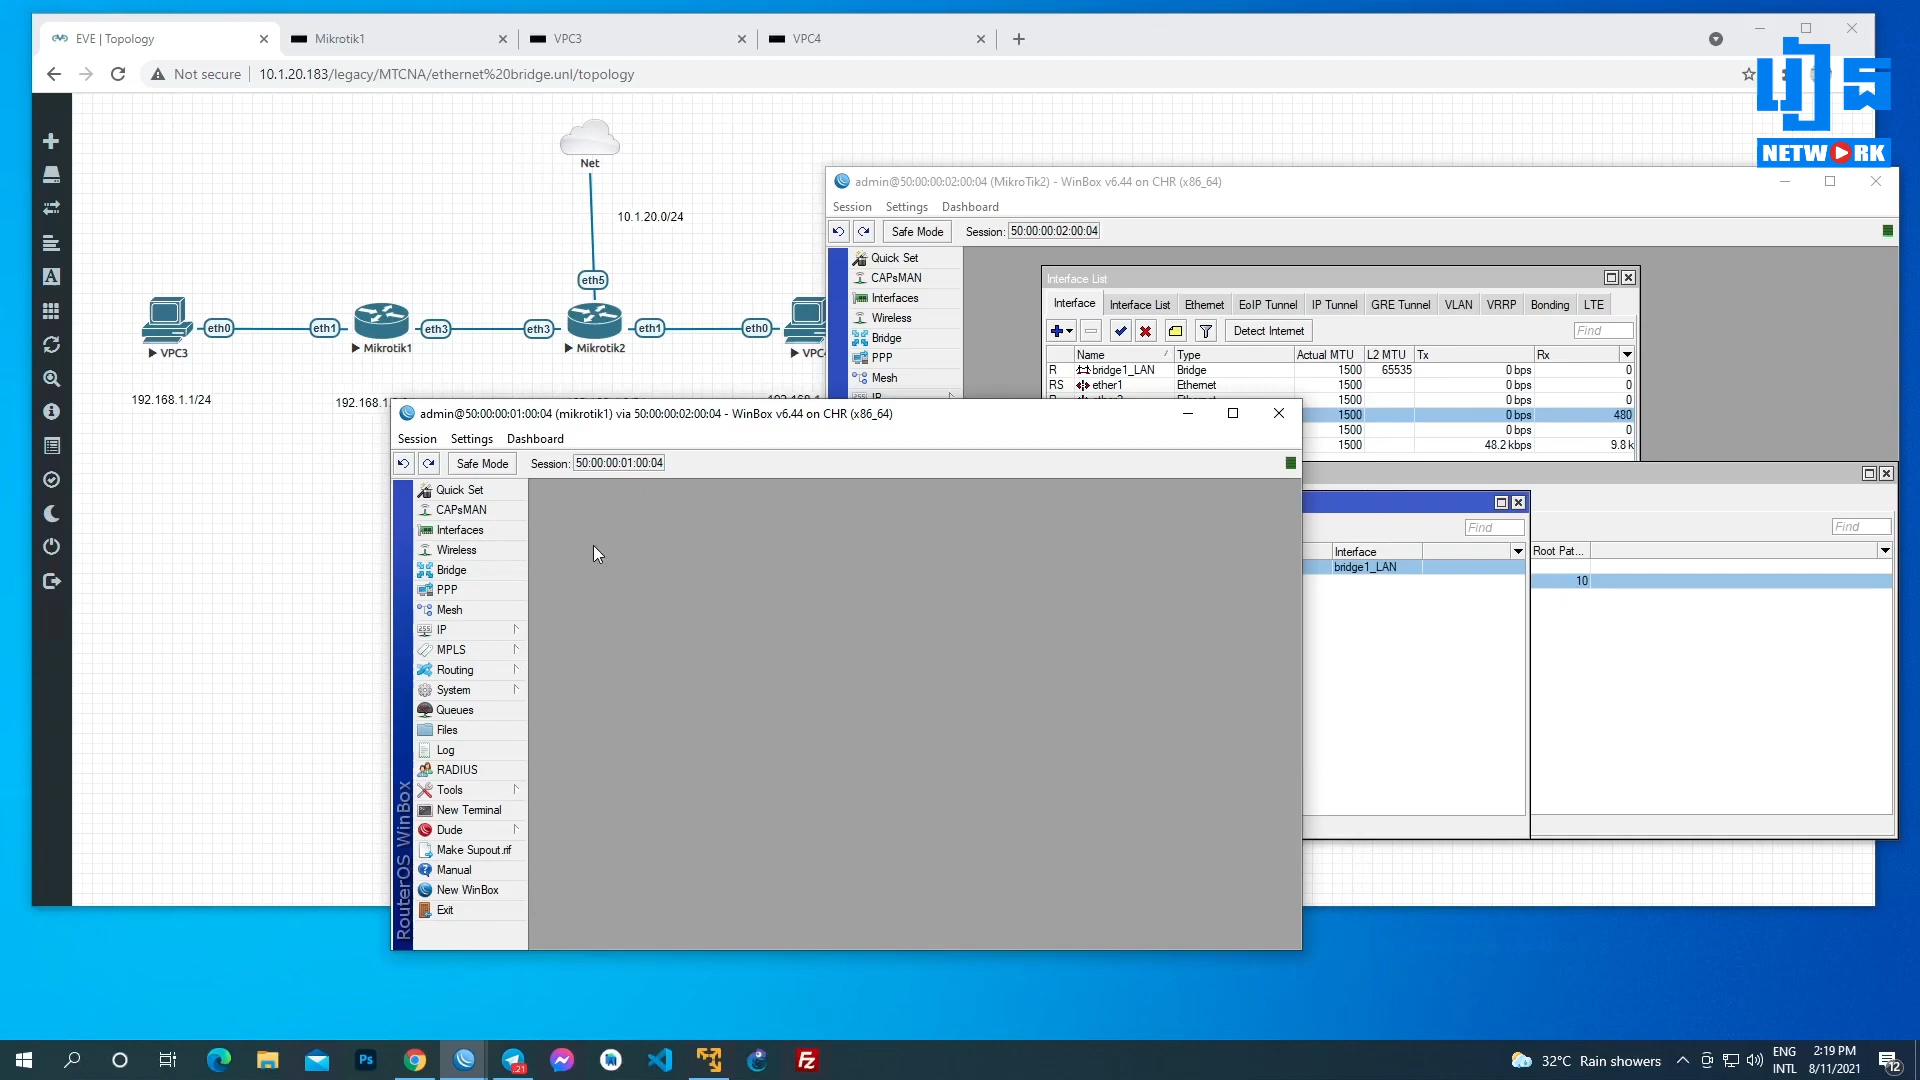 EVE | Topology
Mikrotik1
VPC3
VPC4
Not secure
10.1.20.183/legacy/MTCNA/ethernet%20bridge.unl/topology
NETWORK
Net
10.1.20.0/24
eth5
eth0
eth1
eth3
eth3
eth1
eth0
VPC3
Mikrotik1
Mikrotik2
192.168.1.1/24
admin@50:00:00:02:00:04 (MikroTik2) - WinBox v6.44 on CHR (x86_64)
Session Settings Dashboard
Safe Mode
Session: 50:00:00:02:00:04
Quick Set
CAPsMAN
Interfaces
Wireless
Bridge
PPP
Mesh
IP
Interface List
Interface
Interface List
Ethernet
EoIP Tunnel
IP Tunnel
GRE Tunnel
VLAN
VRRP
Bonding
LTE
Detect Internet
Find
Name Type Actual MTU L2 MTU Tx Rx
R bridge1_LAN Bridge 1500 65535 0 bps 0
RS ether1 Ethernet 1500 0 bps 0
1500 0 bps 480
1500 0 bps 0
1500 48.2 kbps 9.8 k
Find
Interface
bridge1_LAN
Find
Root Pat...
10
admin@50:00:00:01:00:04 (mikrotik1) via 50:00:00:02:00:04 - WinBox v6.44 on CHR (x86_64)
Session Settings Dashboard
Safe Mode
Session: 50:00:00:01:00:04
Quick Set
CAPsMAN
Interfaces
Wireless
Bridge
PPP
Mesh
IP
MPLS
Routing
System
Queues
Files
Log
RADIUS
Tools
New Terminal
Dude
Make Supout.rif
Manual
New WinBox
Exit
RouterOS WinBox
32°C Rain showers
ENG
INTL
2:19 PM
8/11/2021
12